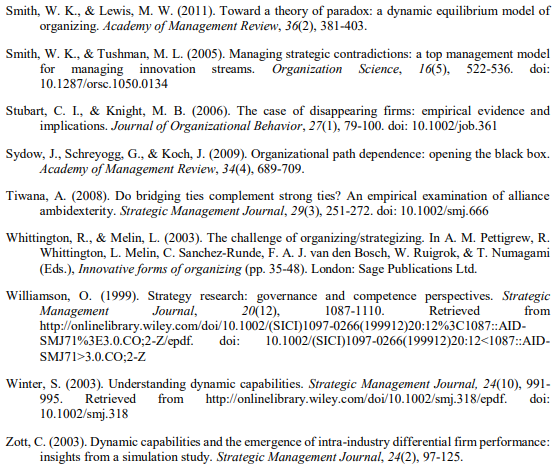 Smith, W. K., & Lewis, M. W. (2011). Toward a theory of paradox: a dynamic equilibrium model of
organizing. Academy of Management Review, 36(2), 381-403.
Smith, W. K., & Tushman, M. L. (2005). Managing strategic contradictions: a top management model
for managing innovation streams. Organization Science, 16(5), 522-536. doi:
10.1287/orsc.1050.0134
Stubart, C. I., & Knight, M. B. (2006). The case of disappearing firms: empirical evidence and
implications. Journal of Organizational Behavior, 27(1), 79-100. doi: 10.1002/job.361
Sydow, J., Schreyogg, G., & Koch, J. (2009). Organizational path dependence: opening the black box.
Academy of Management Review, 34(4), 689-709.
Tiwana, A. (2008). Do bridging ties complement strong ties? An empirical examination of alliance
ambidexterity. Strategic Management Journal, 29(3), 251-272. doi: 10.1002/smj.666
Whittington, R., & Melin, L. (2003). The challenge of organizing/strategizing. In A. M. Pettigrew, R.
Whittington, L. Melin, C. Sanchez-Runde, F. A. J. van den Bosch, W. Ruigrok, & T. Numagami
(Eds.), Innovative forms of organizing (pp. 35-48). London: Sage Publications Ltd.
Williamson, O. (1999). Strategy research: governance and competence perspectives. Strategic
Management Journal, 20(12), 1087-1110. Retrieved from
http://onlinelibrary.wiley.com/doi/10.1002/(SICI)1097-0266(199912)20:12%3C1087::AID-
SMJ71%3E3.0.CO;2-Z/epdf. doi: 10.1002/(SICI)1097-0266(199912)20:12<1087::AID-
SMJ71>3.0.CO;2-Z
Winter, S. (2003). Understanding dynamic capabilities. Strategic Management Journal, 24(10), 991-
995. Retrieved from http://onlinelibrary.wiley.com/doi/10.1002/smj.318/epdf. doi:
10.1002/smj.318
Zott, C. (2003). Dynamic capabilities and the emergence of intra-industry differential firm performance:
insights from a simulation study. Strategic Management Journal, 24(2), 97-125.